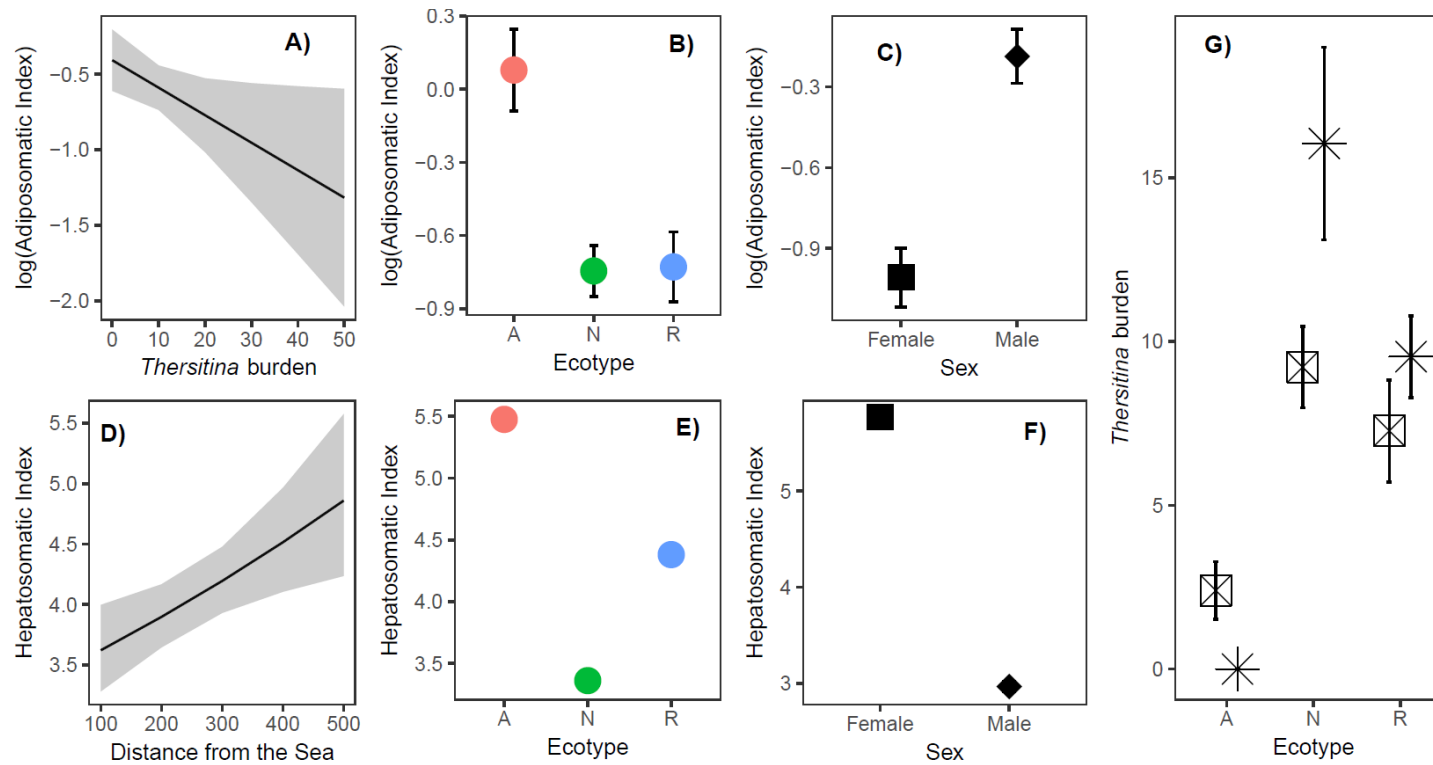 A)
log(Adiposomatic Index)
−0.5
−1.0
−1.5
−2.0
0 10 20 30 40 50
Thersitina burden
B)
log(Adiposomatic Index)
0.3
0.0
−0.3
−0.6
−0.9
A N R
Ecotype
C)
log(Adiposomatic Index)
−0.3
−0.6
−0.9
Female Male
Sex
D)
Hepatosomatic Index
5.5
5.0
4.5
4.0
3.5
100 200 300 400 500
Distance from the Sea
E)
Hepatosomatic Index
5.5
5.0
4.5
4.0
3.5
A N R
Ecotype
F)
Hepatosomatic Index
5
4
3
Female Male
Sex
G)
Thersitina burden
15
10
5
0
A N R
Ecotype